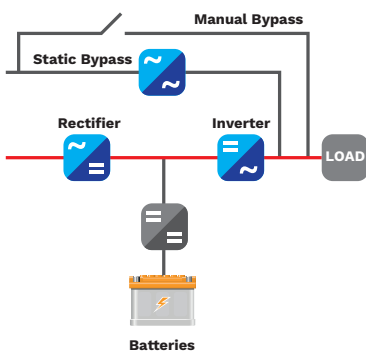 Manual Bypass
Static Bypass
Rectifier
Inverter
LOAD
Batteries